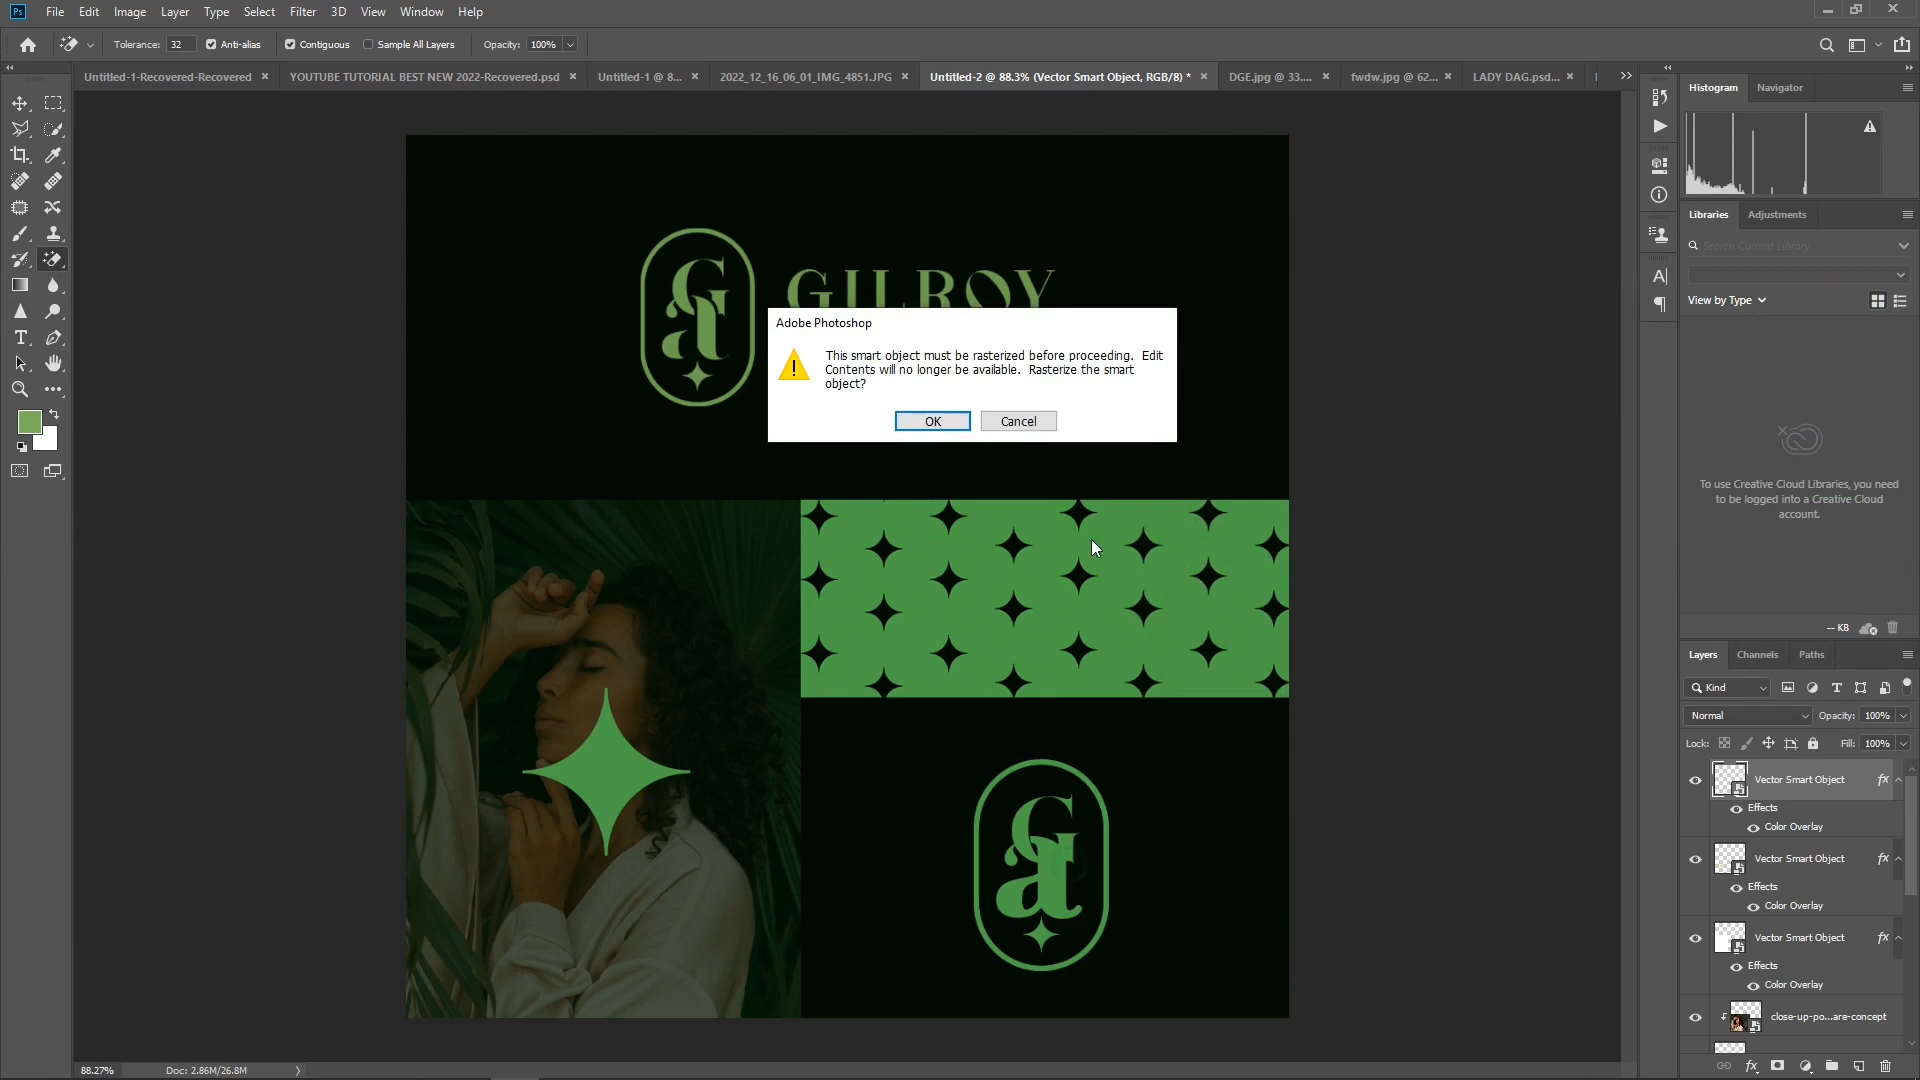 Ps File Edit Image Layer Type Select Filter 3D View Window Help
Tolerance: 32 Anti-alias Contiguous Sample All Layers Opacity: 100%
Untitled-1-Recovered-Recovered × YOUTUBE TUTORIAL BEST NEW 2022-Recovered.psd × Untitled-1 @ 8... × 2022_12_16_06_01_IMG_4851.JPG × Untitled-2 @ 88.3% (Vector Smart Object, RGB/8) * × DGE.jpg @ 33.... × fwdw.jpg @ 62... × LADY DAG.psd... ×
Histogram Navigator
Libraries Adjustments
Search Current Library
View by Type
GILROY
Ga
Adobe Photoshop
This smart object must be rasterized before proceeding. Edit
Contents will no longer be available. Rasterize the smart
object?
OK Cancel
Ga
To use Creative Cloud Libraries, you need
to be logged into a Creative Cloud
account.
-- KB
Layers Channels Paths
Kind
Normal Opacity: 100%
Lock: Fill: 100%
Vector Smart Object fx
Effects
Color Overlay
Vector Smart Object fx
Effects
Color Overlay
Vector Smart Object fx
Effects
Color Overlay
close-up-po...are-concept
88.27% Doc: 2.86M/26.8M